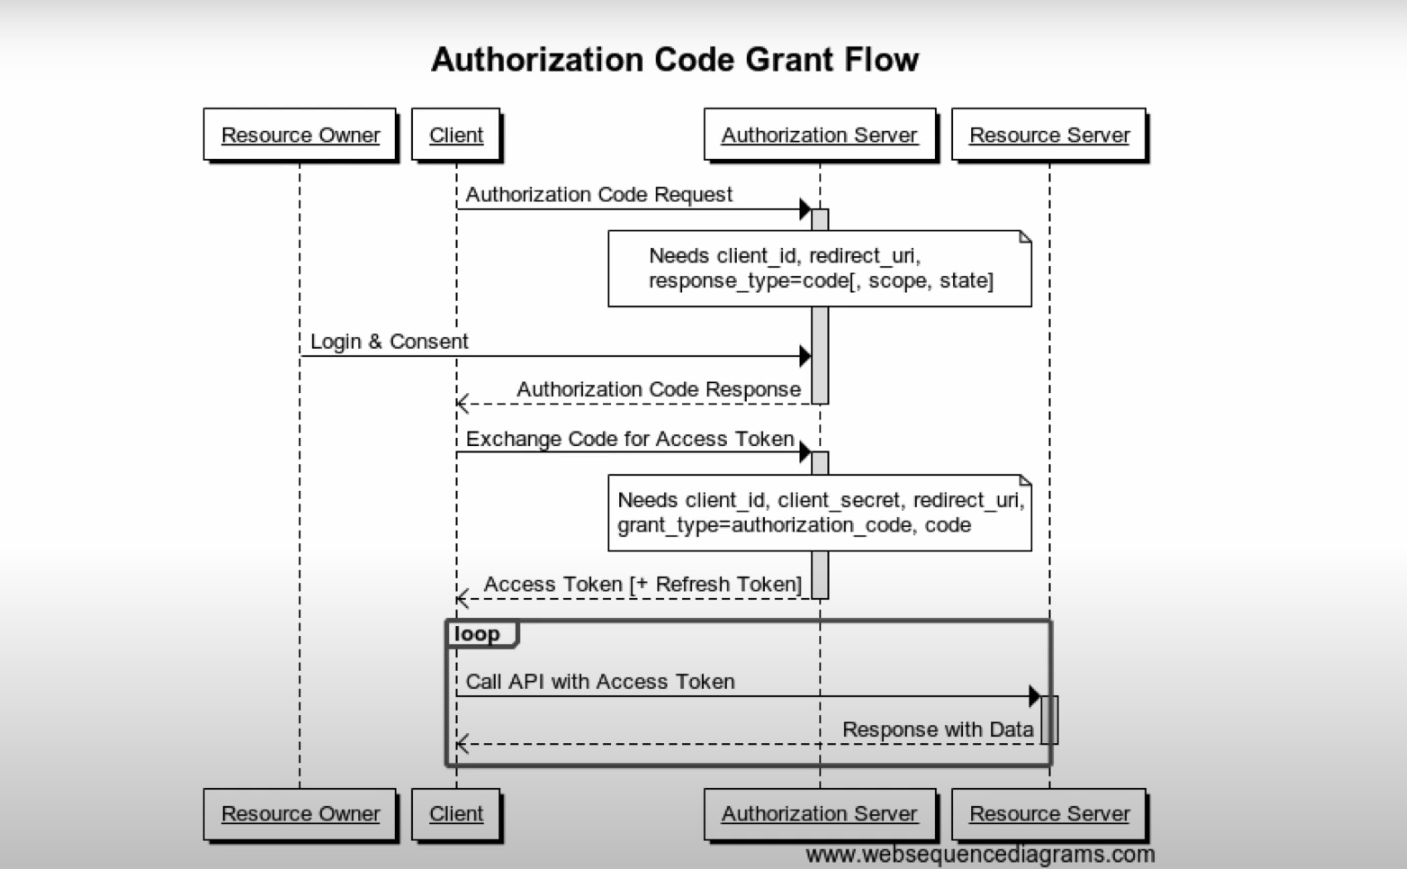 Authorization Code Grant Flow
Resource Owner
Client
Authorization Server
Resource Server
Authorization Code Request
Needs client_id, redirect_uri,
response_type=code[, scope, state]
Login & Consent
Authorization Code Response
Exchange Code for Access Token
Needs client_id, client_secret, redirect_uri,
grant_type=authorization_code, code
Access Token [+ Refresh Token]
loop
Call API with Access Token
Response with Data
Resource Owner
Client
Authorization Server
Resource Server
www.websequencediagrams.com